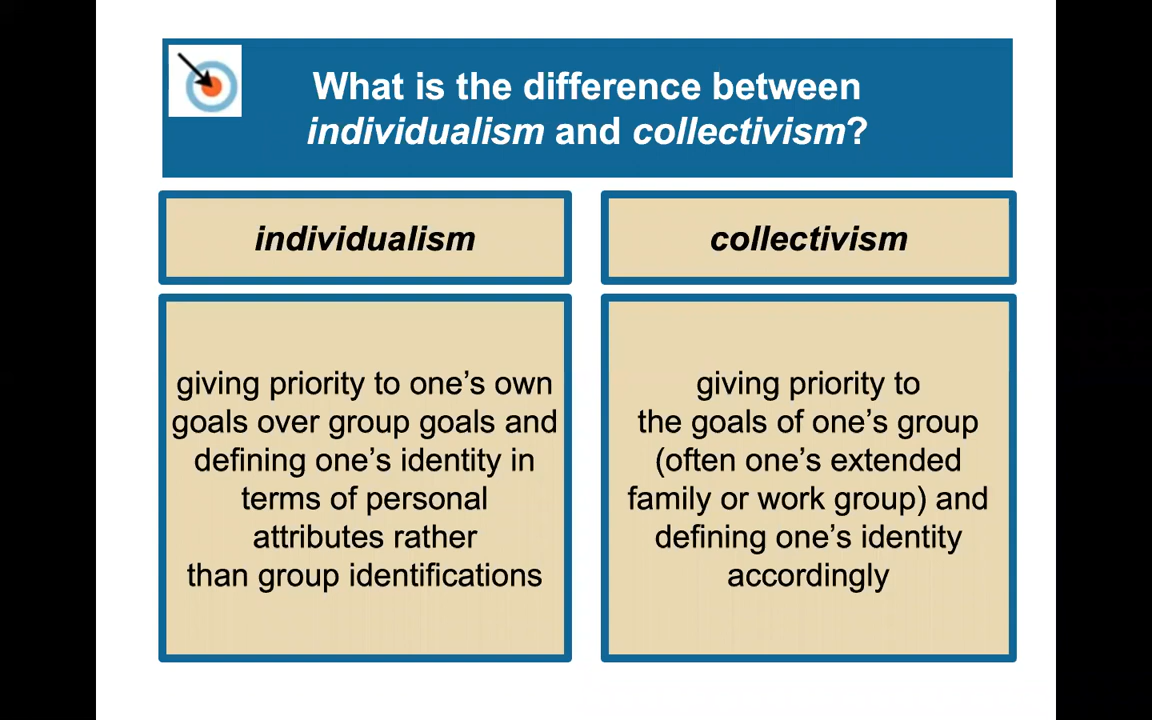 What is the difference between
individualism and collectivism?
individualism
giving priority to one’s own
goals over group goals and
defining one’s identity in
terms of personal
attributes rather
than group identifications
collectivism
giving priority to
the goals of one’s group
(often one’s extended
family or work group) and
defining one’s identity
accordingly